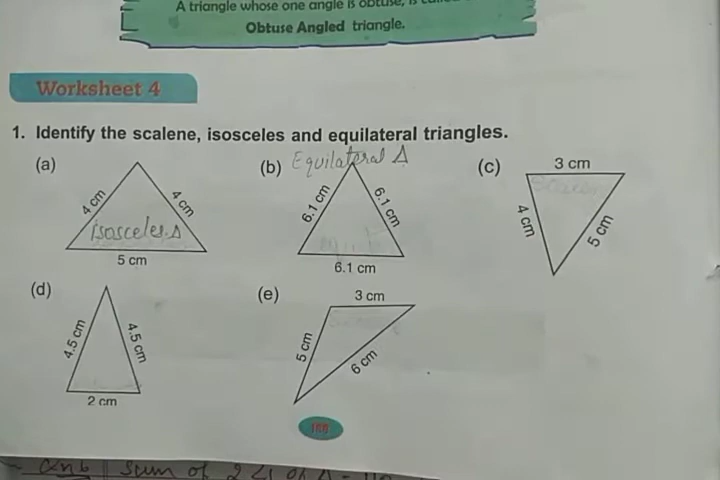 A triangle whose one angle is obtuse, is
Obtuse Angled triangle.
Worksheet 4
1. Identify the scalene, isosceles and equilateral triangles.
(a)
4 cm
4 cm
isosceles Δ
5 cm
(b) Equilateral Δ
6.1 cm
6.1 cm
6.1 cm
(c)
3 cm
4 cm
5 cm
(d)
4.5 cm
4.5 cm
2 cm
(e)
3 cm
5 cm
6 cm
Sum of 2